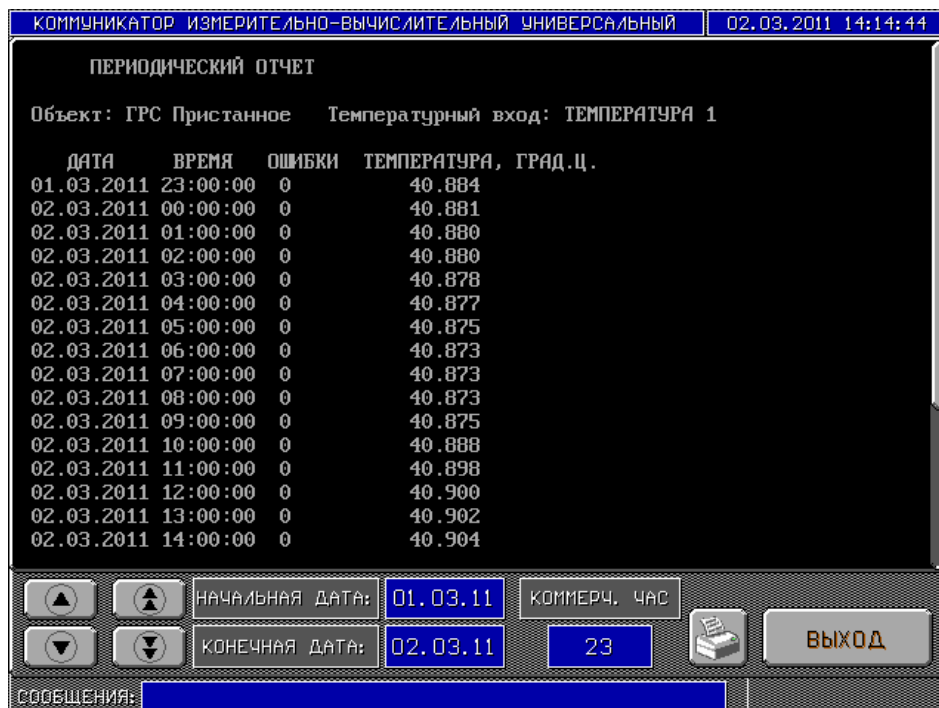 КОММУНИКАТОР ИЗМЕРИТЕЛЬНО-ВЫЧИСЛИТЕЛЬНЫЙ УНИВЕРСАЛЬНЫЙ 02.03.2011 14:14:44
ПЕРИОДИЧЕСКИЙ ОТЧЕТ
Объект: ГРС Пристанное Температурный вход: ТЕМПЕРАТУРА 1
ДАТА ВРЕМЯ ОШИБКИ ТЕМПЕРАТУРА, ГРАД.Ц.
01.03.2011 23:00:00 0 40.884
02.03.2011 00:00:00 0 40.881
02.03.2011 01:00:00 0 40.880
02.03.2011 02:00:00 0 40.880
02.03.2011 03:00:00 0 40.878
02.03.2011 04:00:00 0 40.877
02.03.2011 05:00:00 0 40.875
02.03.2011 06:00:00 0 40.873
02.03.2011 07:00:00 0 40.873
02.03.2011 08:00:00 0 40.873
02.03.2011 09:00:00 0 40.875
02.03.2011 10:00:00 0 40.888
02.03.2011 11:00:00 0 40.898
02.03.2011 12:00:00 0 40.900
02.03.2011 13:00:00 0 40.902
02.03.2011 14:00:00 0 40.904
НАЧАЛЬНАЯ ДАТА: 01.03.11 КОММЕРЧ. ЧАС
КОНЕЧНАЯ ДАТА: 02.03.11 23 ВЫХОД
СООБЩЕНИЯ: